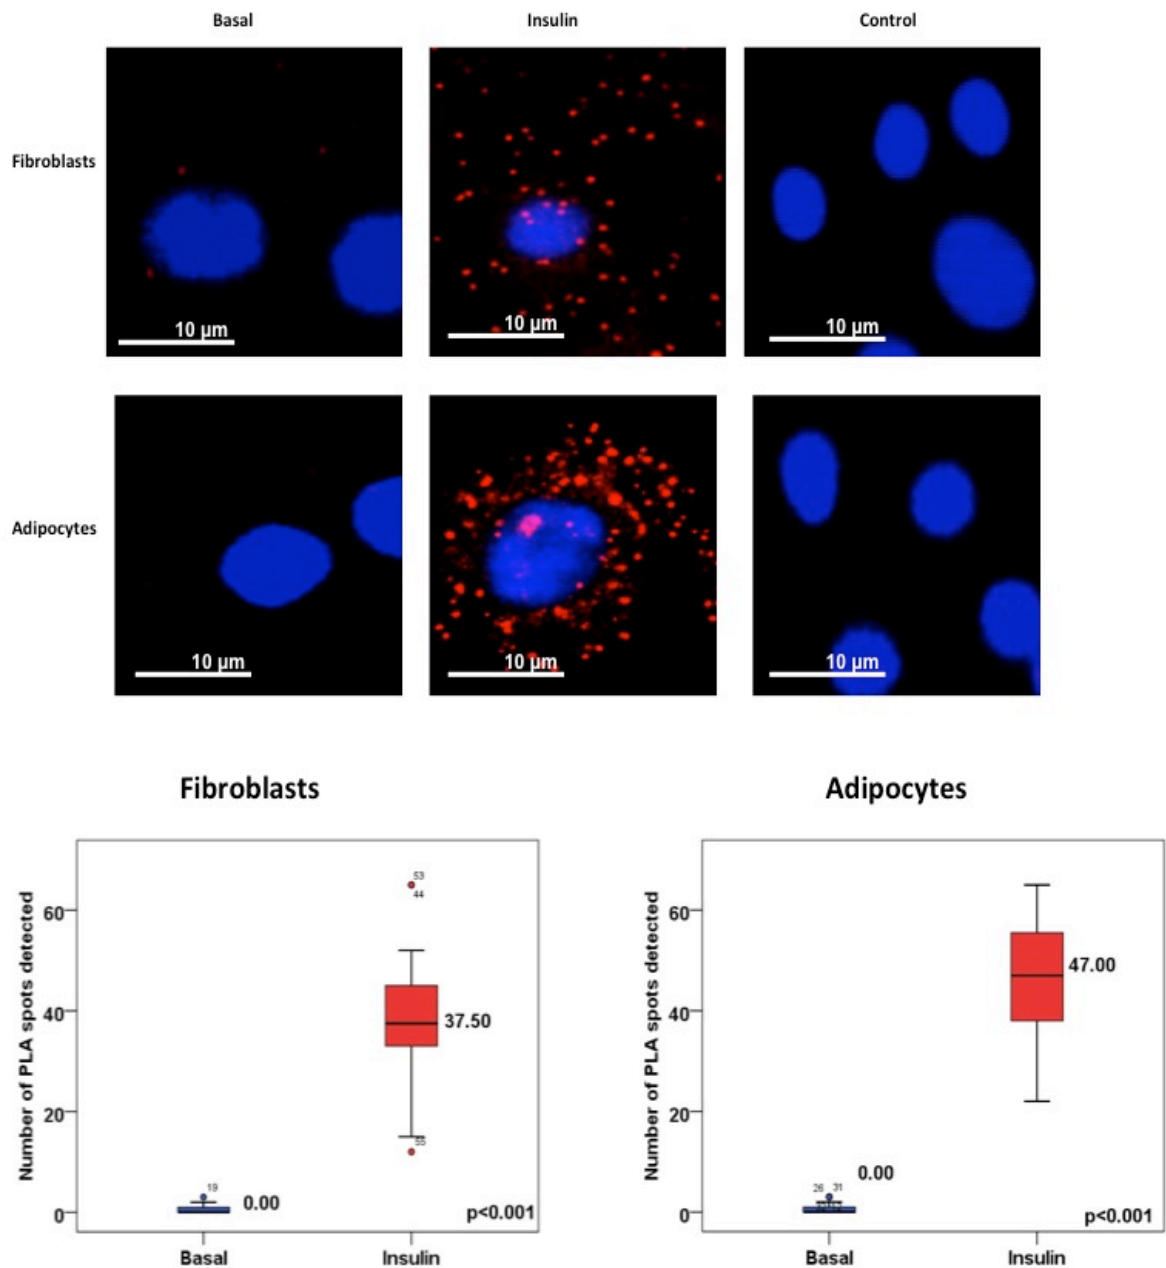 Basal Insulin Control
Fibroblasts
10 µm 10 µm 10 µm
Adipocytes
10 µm 10 µm 10 µm
Fibroblasts
Number of PLA spots detected
60
40
20
0
53
44
37.50
55
19
0.00
p<0.001
Basal Insulin
Adipocytes
Number of PLA spots detected
60
40
20
0
47.00
0.00
26 31
p<0.001
Basal Insulin